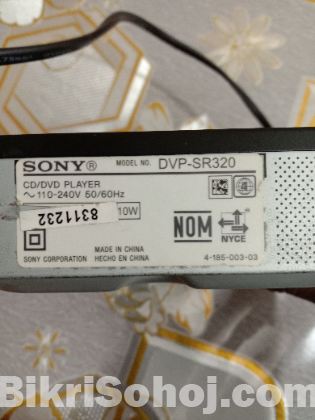 SONY® MODEL NO. DVP-SR320
CD/DVD PLAYER
~110-240V 50/60Hz
10W
8311232
NOM
NYCE
MADE IN CHINA
SONY CORPORATION HECHO EN CHINA
4-185-003-03
BikriSohoj.com